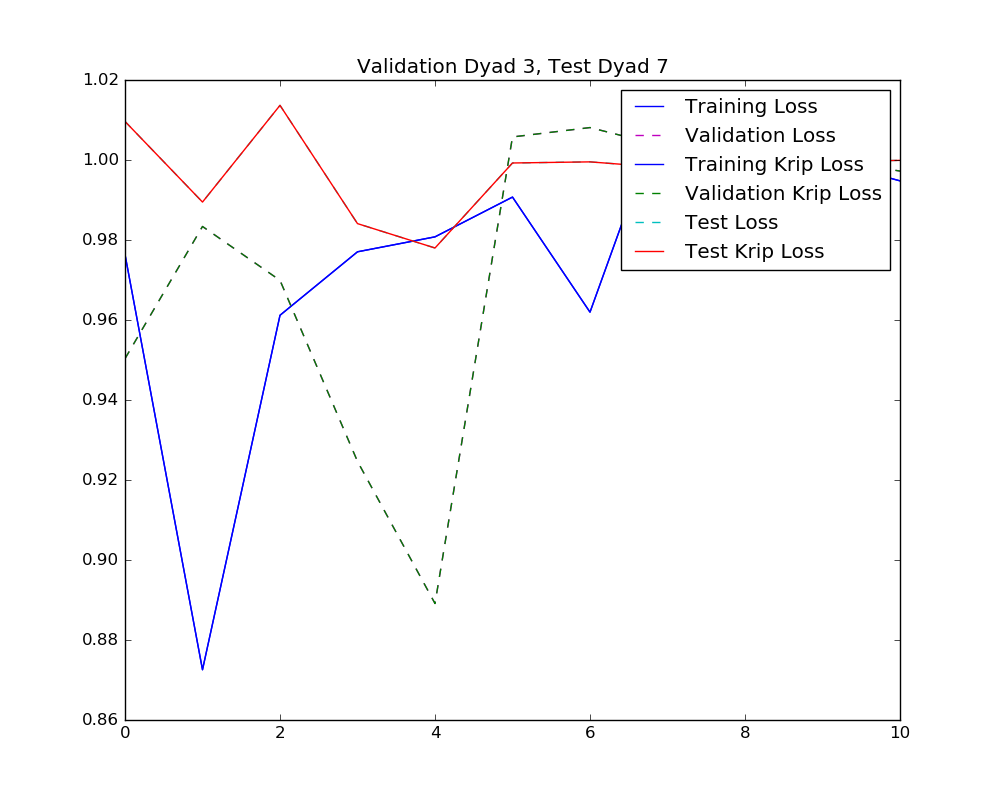 Validation Dyad 3, Test Dyad 7
1.02
1.00
0.98
0.96
0.94
0.92
0.90
0.88
0.86
0
2
4
6
8
10
Training Loss
Validation Loss
Training Krip Loss
Validation Krip Loss
Test Loss
Test Krip Loss